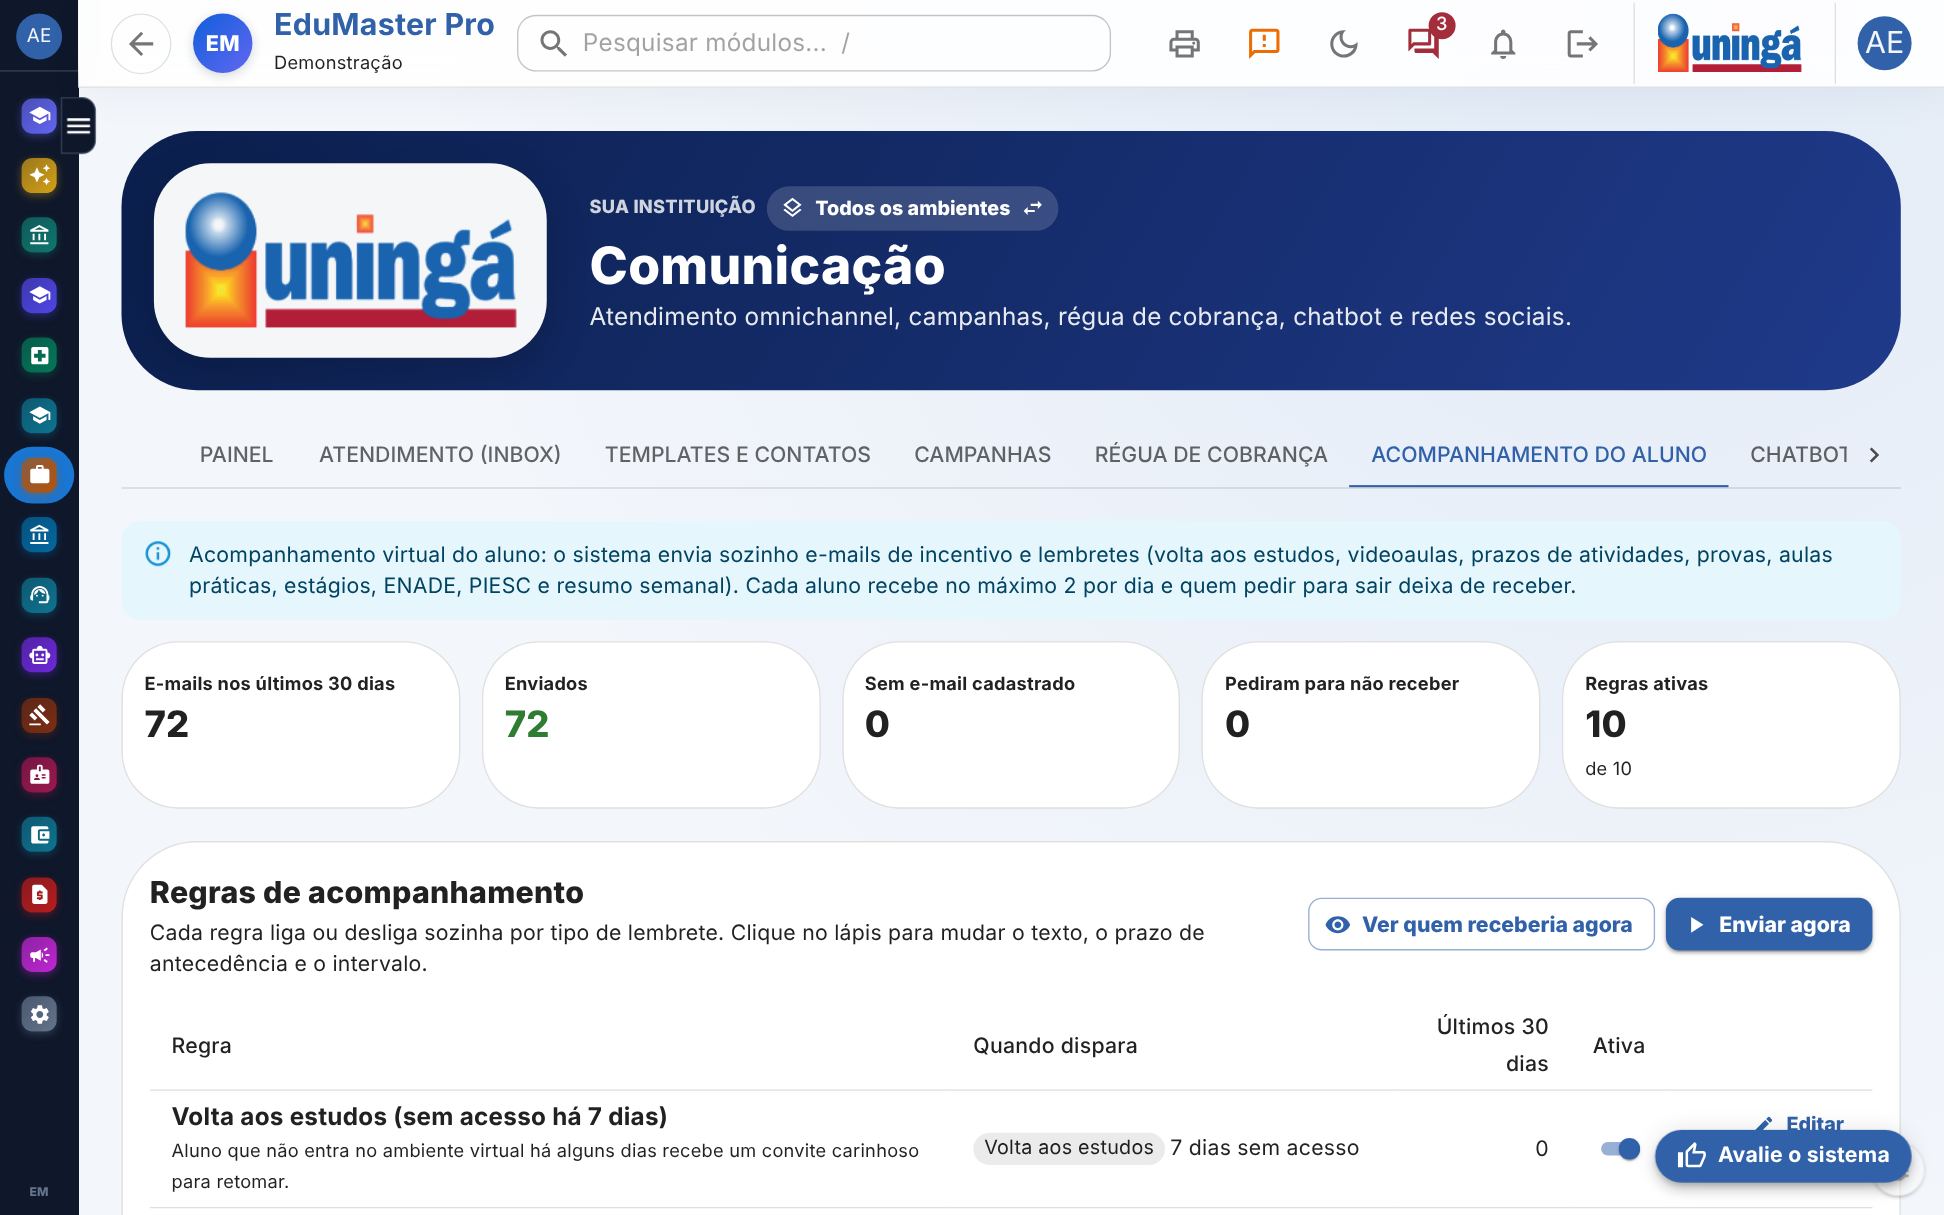 AE
EM
EduMaster Pro
Demonstração
Pesquisar módulos... /
3
uningá
AE
uningá
SUA INSTITUIÇÃO
Todos os ambientes
Comunicação
Atendimento omnichannel, campanhas, régua de cobrança, chatbot e redes sociais.
PAINEL
ATENDIMENTO (INBOX)
TEMPLATES E CONTATOS
CAMPANHAS
RÉGUA DE COBRANÇA
ACOMPANHAMENTO DO ALUNO
CHATBOT
Acompanhamento virtual do aluno: o sistema envia sozinho e-mails de incentivo e lembretes (volta aos estudos, videoaulas, prazos de atividades, provas, aulas
práticas, estágios, ENADE, PIESC e resumo semanal). Cada aluno recebe no máximo 2 por dia e quem pedir para sair deixa de receber.
E-mails nos últimos 30 dias
72
Enviados
72
Sem e-mail cadastrado
0
Pediram para não receber
0
Regras ativas
10
de 10
Regras de acompanhamento
Cada regra liga ou desliga sozinha por tipo de lembrete. Clique no lápis para mudar o texto, o prazo de
antecedência e o intervalo.
Ver quem receberia agora
Enviar agora
Regra
Quando dispara
Últimos 30
dias
Ativa
Volta aos estudos (sem acesso há 7 dias)
Aluno que não entra no ambiente virtual há alguns dias recebe um convite carinhoso
para retomar.
Volta aos estudos
7 dias sem acesso
0
Editar
Avalie o sistema
EM